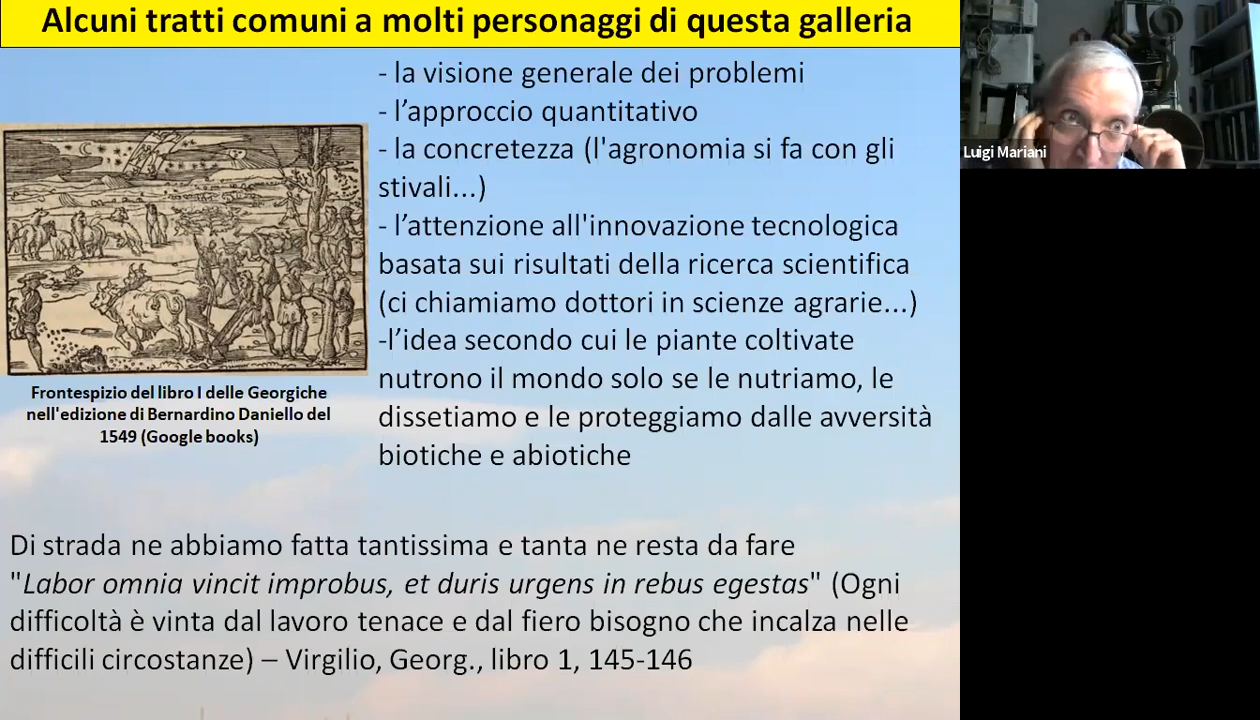 Alcuni tratti comuni a molti personaggi di questa galleria
- la visione generale dei problemi
- l’approccio quantitativo
- la concretezza (l'agronomia si fa con gli
stivali...)
- l’attenzione all'innovazione tecnologica
basata sui risultati della ricerca scientifica
(ci chiamiamo dottori in scienze agrarie...)
-l’idea secondo cui le piante coltivate
nutrono il mondo solo se le nutriamo, le
dissetiamo e le proteggiamo dalle avversità
biotiche e abiotiche
Frontespizio del libro I delle Georgiche
nell'edizione di Bernardino Daniello del
1549 (Google books)
Di strada ne abbiamo fatta tantissima e tanta ne resta da fare
"Labor omnia vincit improbus, et duris urgens in rebus egestas" (Ogni
difficoltà è vinta dal lavoro tenace e dal fiero bisogno che incalza nelle
difficili circostanze) – Virgilio, Georg., libro 1, 145-146
Luigi Mariani